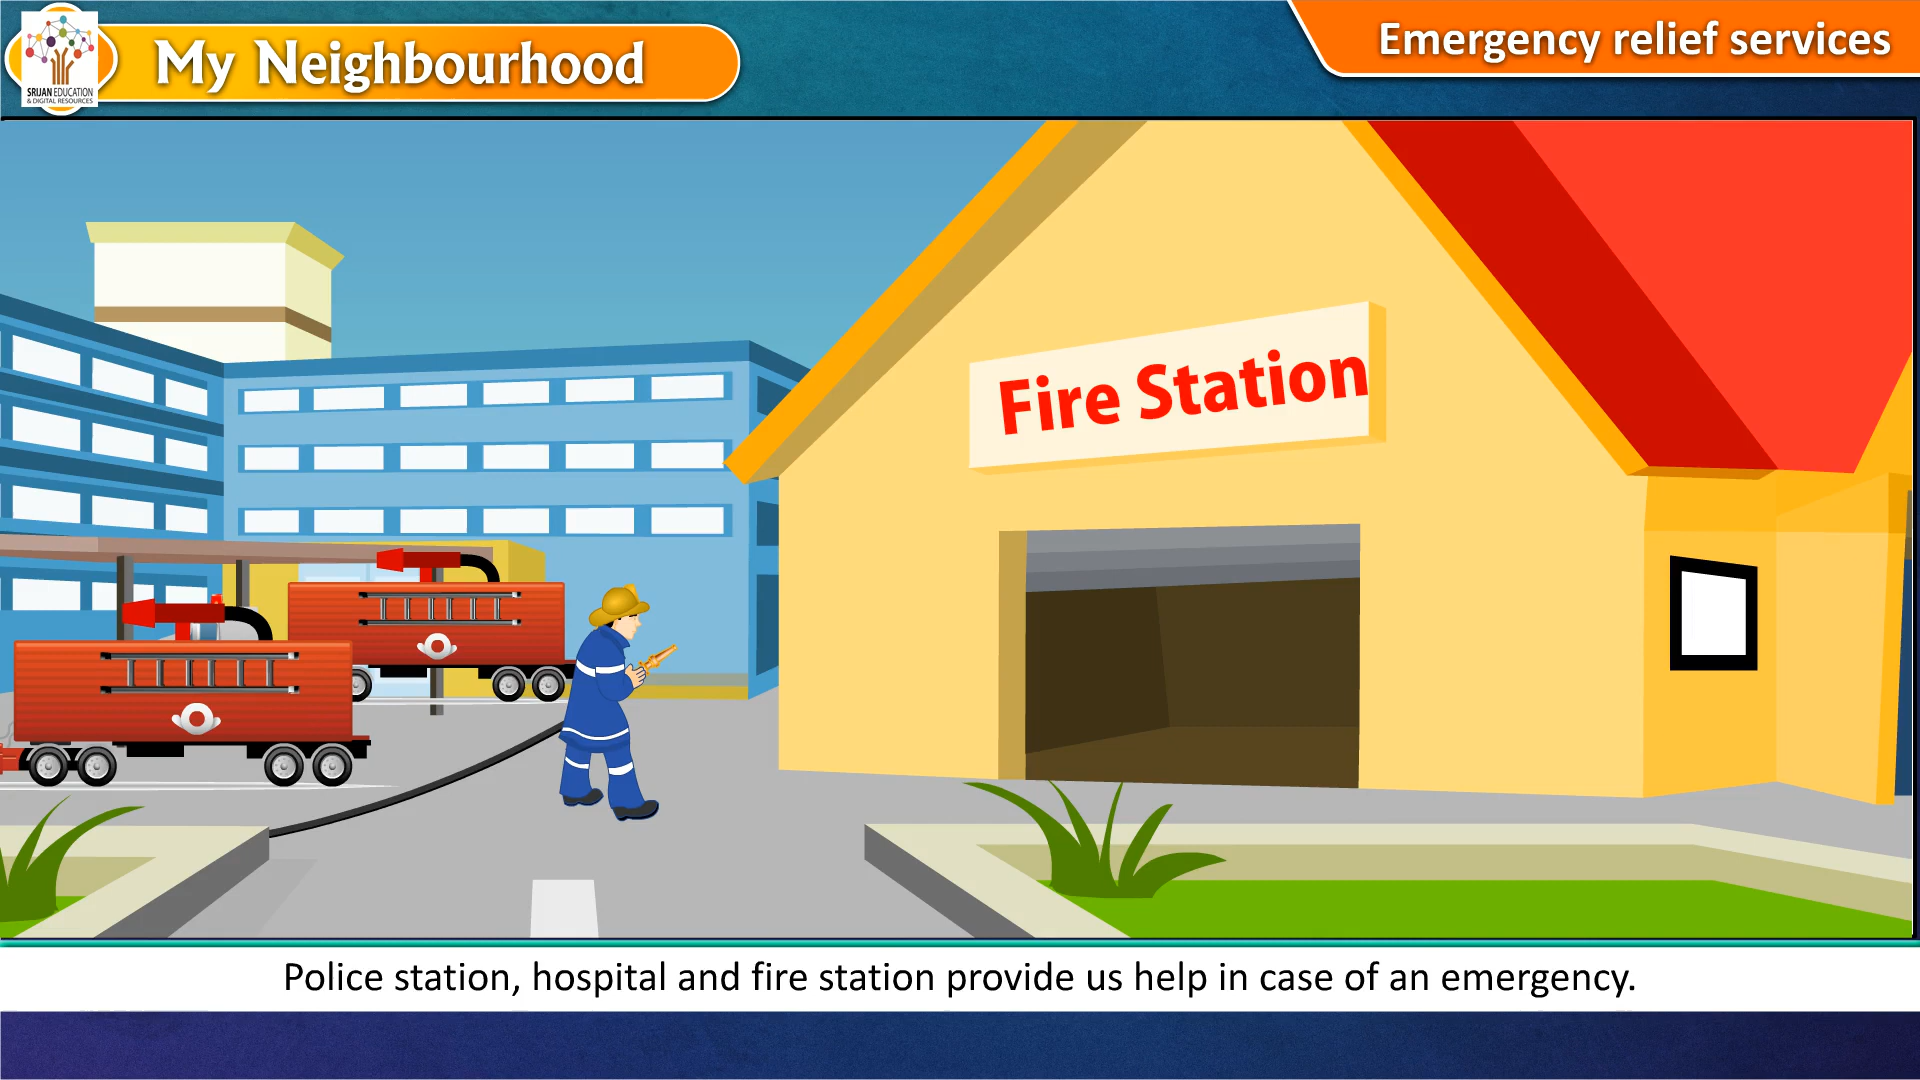 My Neighbourhood
Emergency relief services
SRIJAN EDUCATION
& DIGITAL RESOURCES
Fire Station
Police station, hospital and fire station provide us help in case of an emergency.